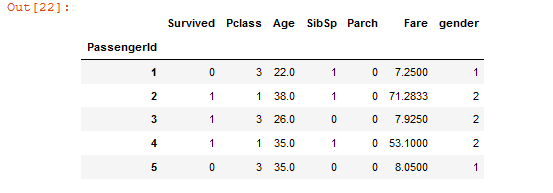 Out[22]:
Survived Pclass Age SibSp Parch Fare gender
PassengerId
1 0 3 22.0 1 0 7.2500 1
2 1 1 38.0 1 0 71.2833 2
3 1 3 26.0 0 0 7.9250 2
4 1 1 35.0 1 0 53.1000 2
5 0 3 35.0 0 0 8.0500 1